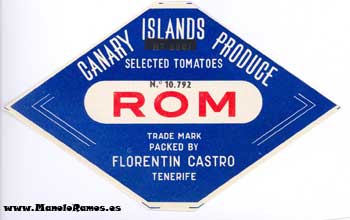 CANARY ISLANDS PRODUCE
SELECTED TOMATOES
N.º 10.792
ROM
TRADE MARK
PACKED BY
FLORENTIN CASTRO
TENERIFE
www.ManoloRamos.es